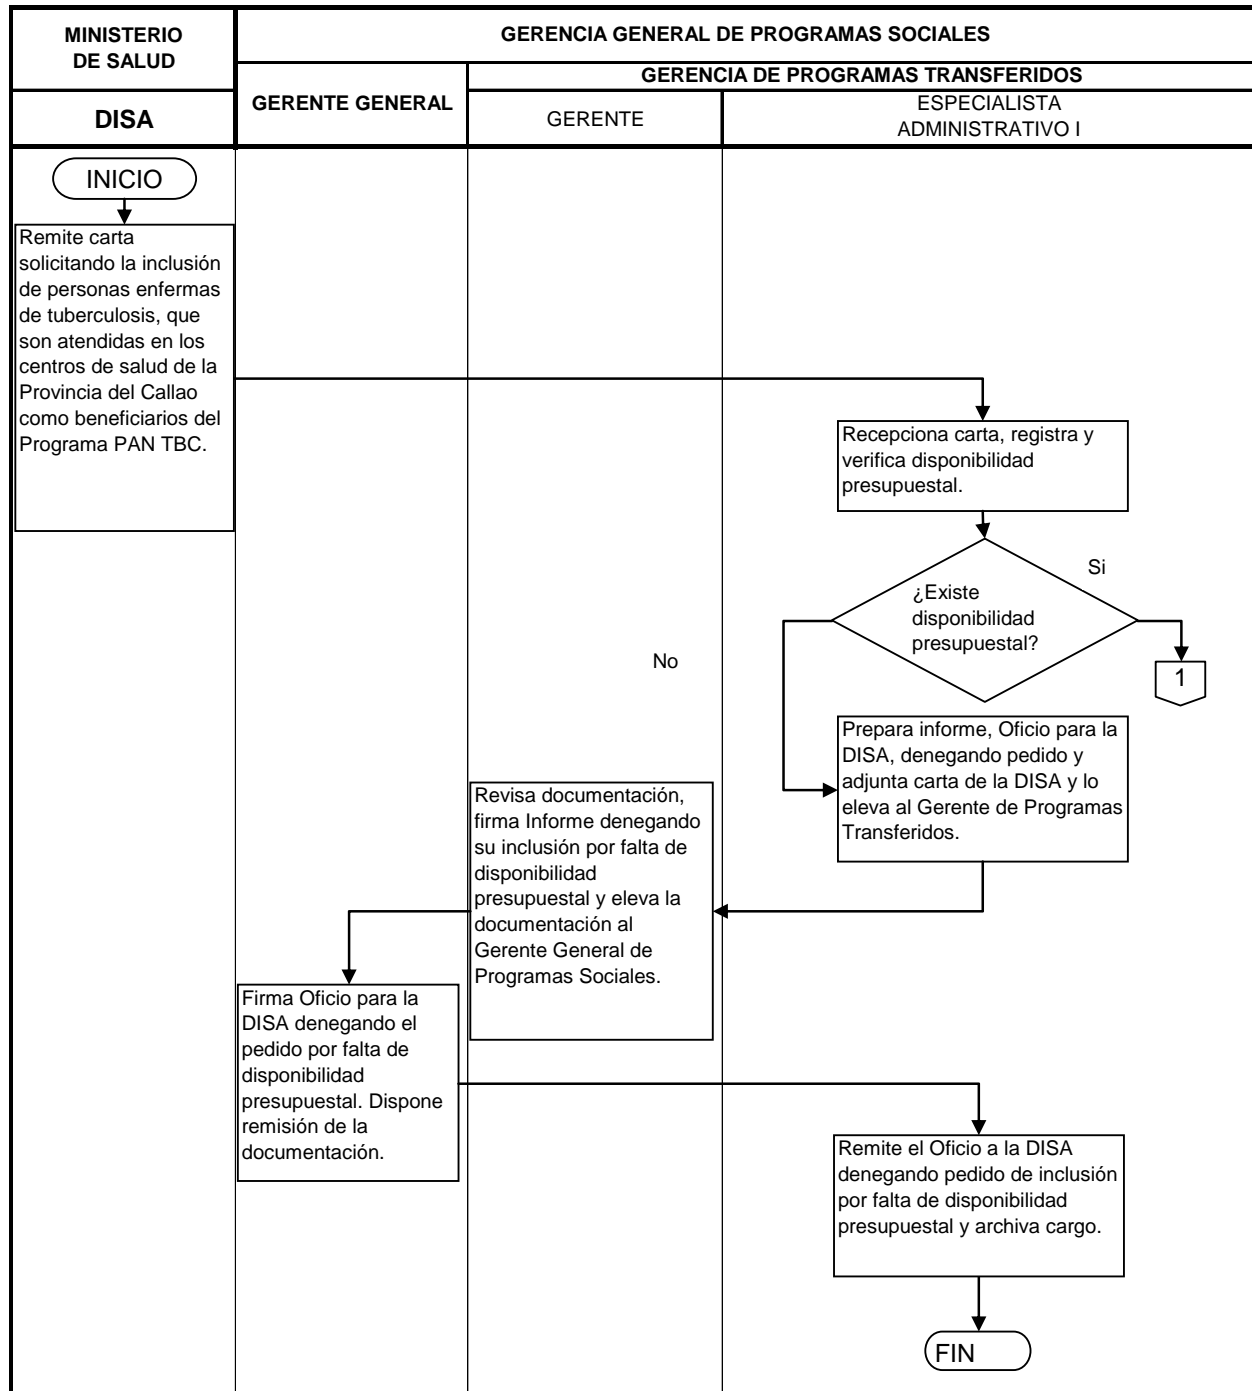 MINISTERIO
DE SALUD
GERENCIA GENERAL DE PROGRAMAS SOCIALES
GERENCIA DE PROGRAMAS TRANSFERIDOS
DISA
GERENTE GENERAL
GERENTE
ESPECIALISTA
ADMINISTRATIVO I
INICIO
Remite carta
solicitando la inclusión
de personas enfermas
de tuberculosis, que
son atendidas en los
centros de salud de la
Provincia del Callao
como beneficiarios del
Programa PAN TBC.
Recepciona carta, registra y
verifica disponibilidad
presupuestal.
¿Existe
disponibilidad
presupuestal?
Si
No
1
Prepara informe, Oficio para la
DISA, denegando pedido y
adjunta carta de la DISA y lo
eleva al Gerente de Programas
Transferidos.
Revisa documentación,
firma Informe denegando
su inclusión por falta de
disponibilidad
presupuestal y eleva la
documentación al
Gerente General de
Programas Sociales.
Firma Oficio para la
DISA denegando el
pedido por falta de
disponibilidad
presupuestal. Dispone
remisión de la
documentación.
Remite el Oficio a la DISA
denegando pedido de inclusión
por falta de disponibilidad
presupuestal y archiva cargo.
FIN